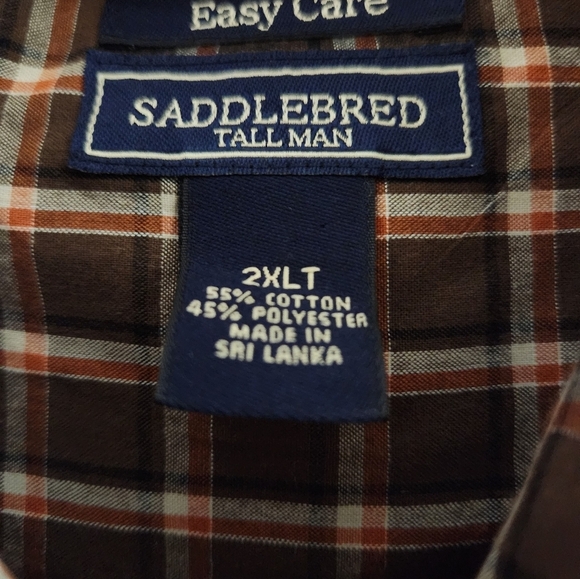 Easy Care
SADDLEBRED
TALL MAN
2XLT
55% COTTON
45% POLYESTER
MADE IN
SRI LANKA